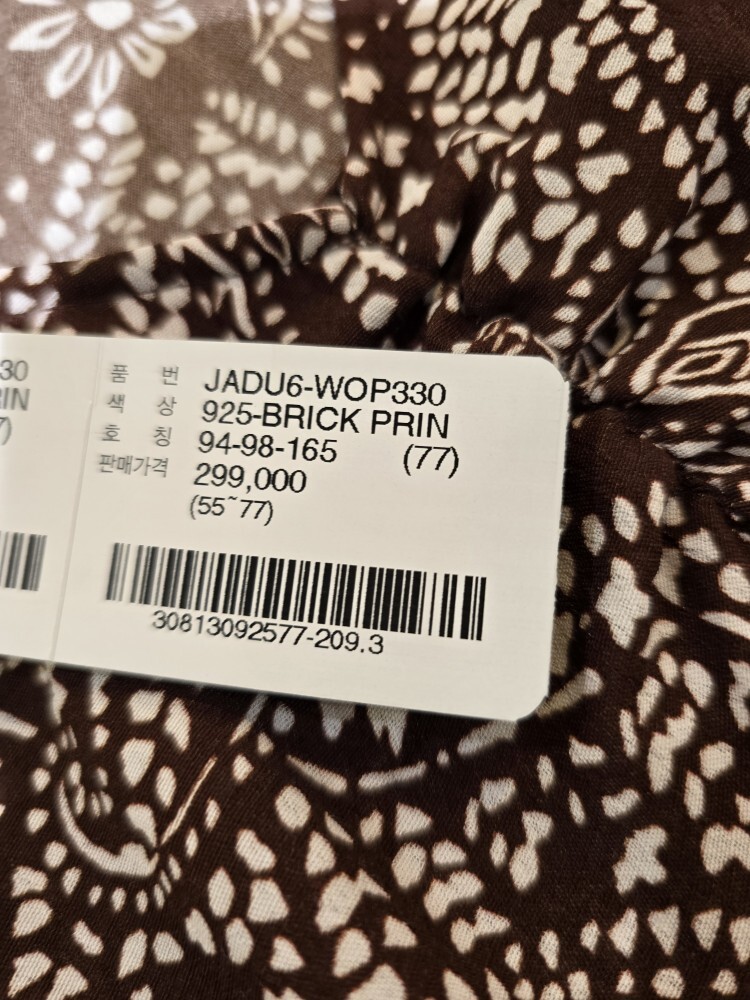 30
품 번 JADU6-WOP330
색 상 925-BRICK PRIN
호 칭 94-98-165 (77)
판매가격 299,000
(55~77)
30813092577-209.3